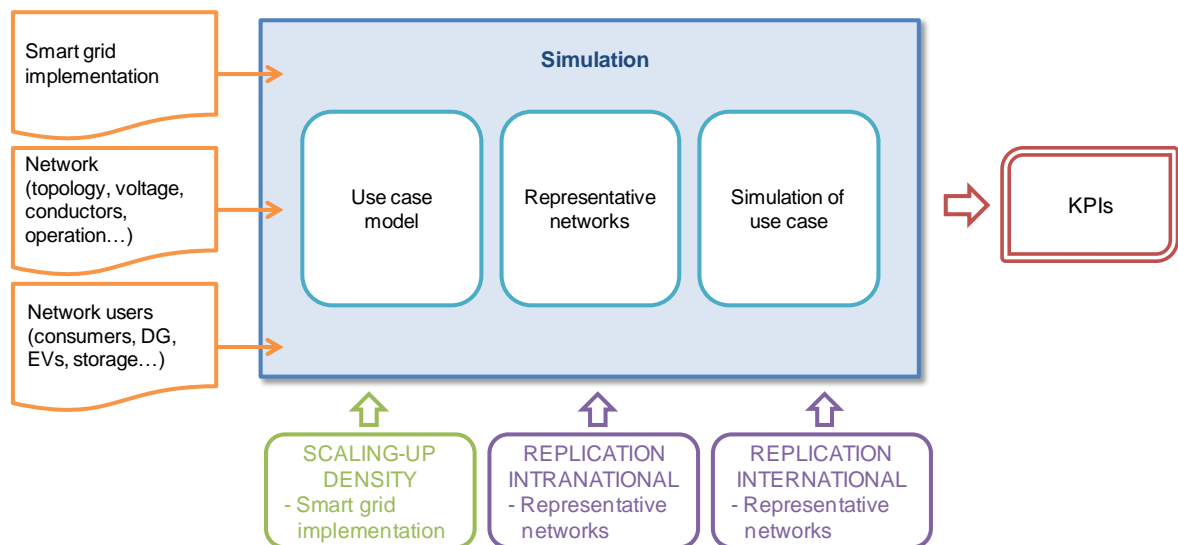 Smart grid
implementation
Network
(topology, voltage,
conductors,
operation…)
Network users
(consumers, DG,
EVs, storage…)
Simulation
Use case
model
Representative
networks
Simulation of
use case
KPIs
SCALING-UP
DENSITY
- Smart grid
implementation
REPLICATION
INTRANATIONAL
- Representative
networks
REPLICATION
INTERNATIONAL
- Representative
networks